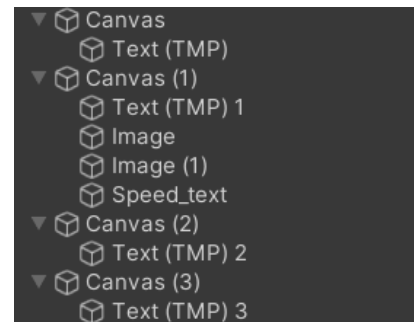 Canvas
Text (TMP)
Canvas (1)
Text (TMP) 1
Image
Image (1)
Speed_text
Canvas (2)
Text (TMP) 2
Canvas (3)
Text (TMP) 3